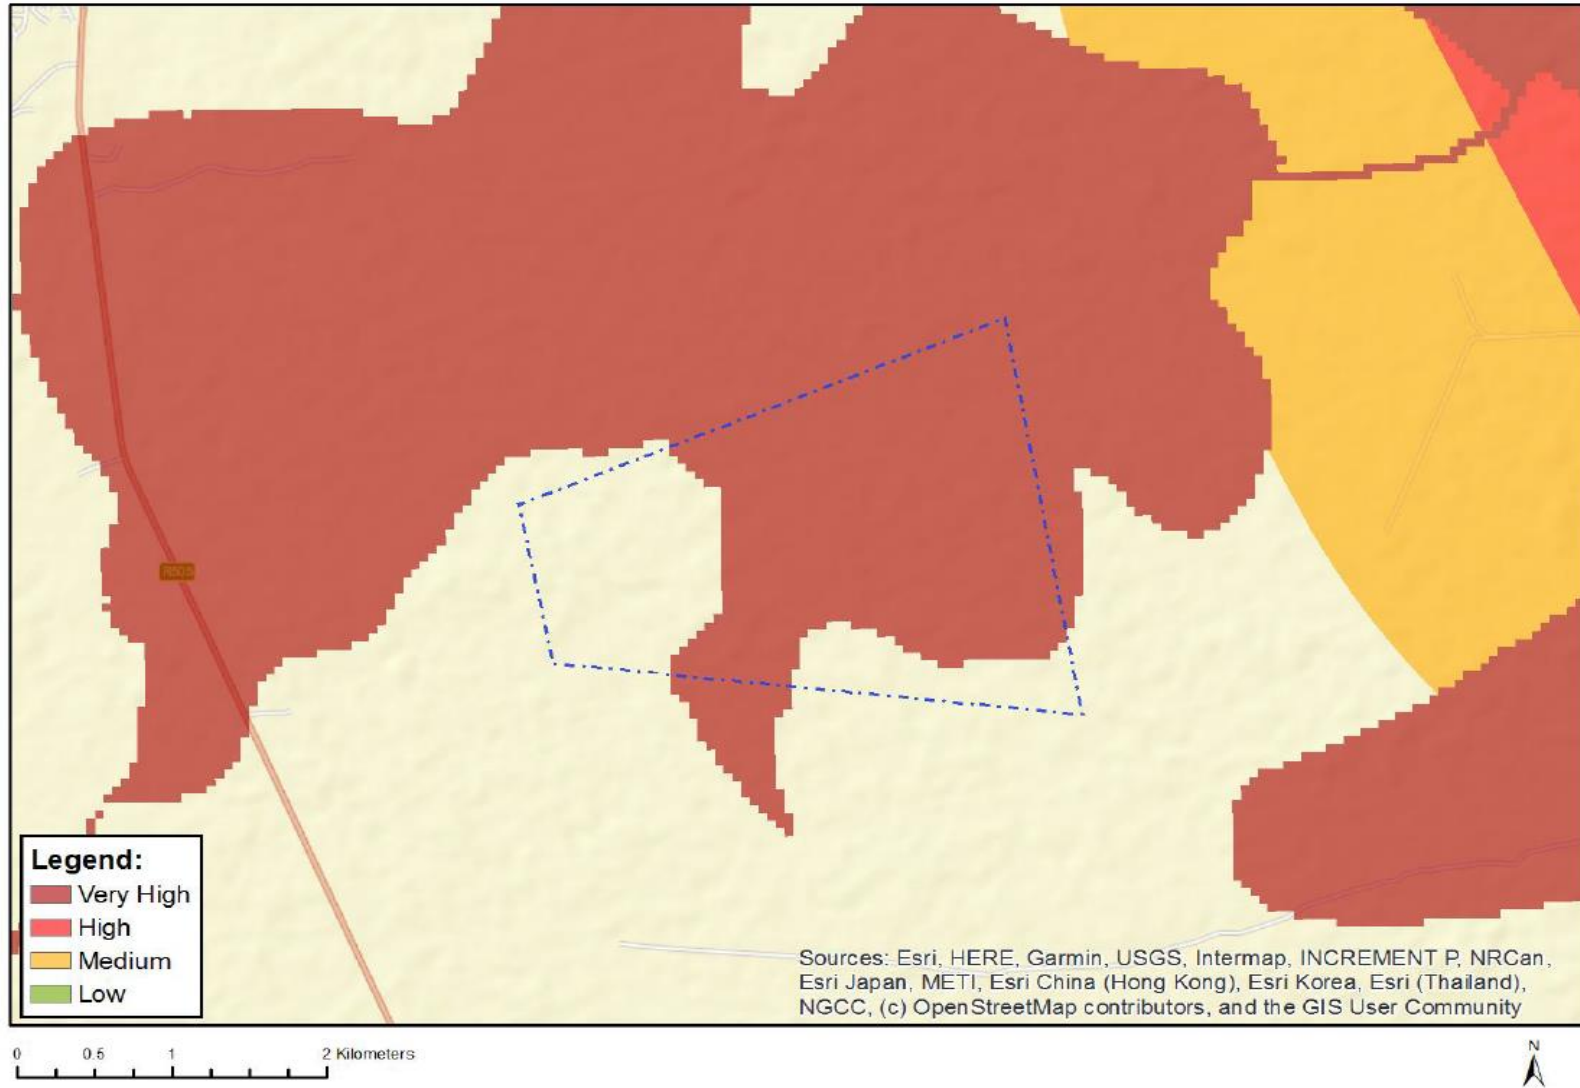 Legend:
Very High
High
Medium
Low
Sources: Esri, HERE, Garmin, USGS, Intermap, INCREMENT P, NRCan,
Esri Japan, METI, Esri China (Hong Kong), Esri Korea, Esri (Thailand),
NGCC, (c) OpenStreetMap contributors, and the GIS User Community
0 0.5 1 2 Kilometers
N